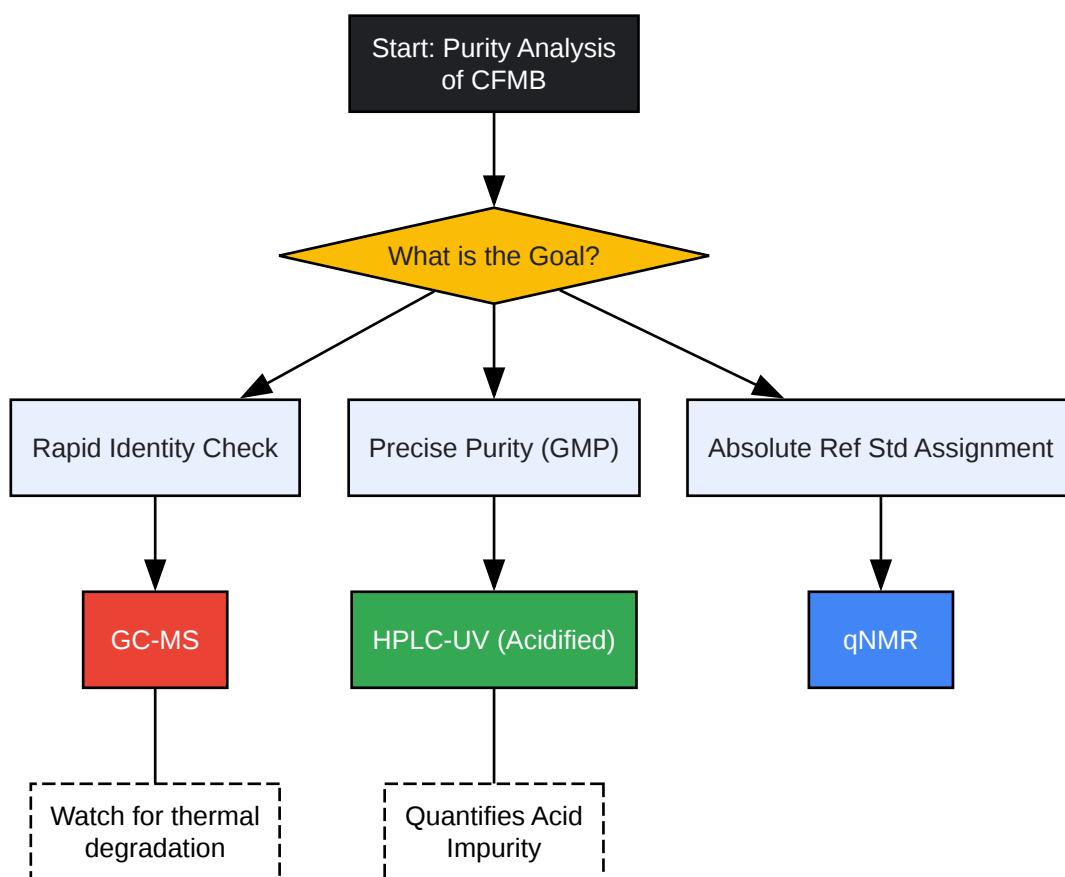 Start: Purity Analysis
of CFMB
What is the Goal?
Rapid Identity Check
Precise Purity (GMP)
Absolute Ref Std Assignment
GC-MS
HPLC-UV (Acidified)
qNMR
Watch for thermal
degradation
Quantifies Acid
Impurity